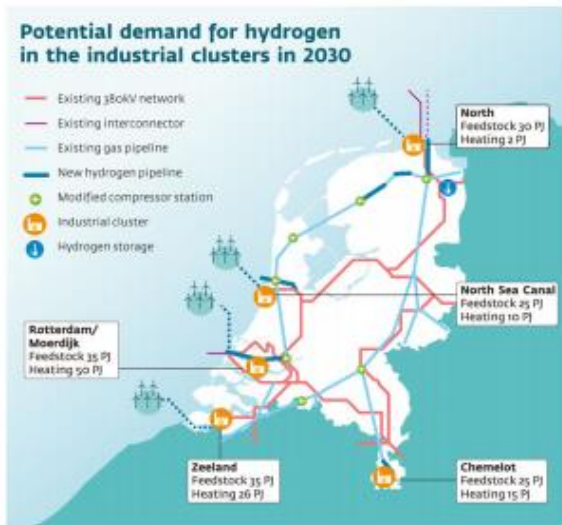 Potential demand for hydrogen
in the industrial clusters in 2030
Existing 380kV network
Existing interconnector
Existing gas pipeline
New hydrogen pipeline
Modified compressor station
Industrial cluster
Hydrogen storage
North
Feedstock 30 PJ
Heating 2 PJ
North Sea Canal
Feedstock 25 PJ
Heating 10 PJ
Rotterdam/
Moerdijk
Feedstock 35 PJ
Heating 50 PJ
Zeeland
Feedstock 35 PJ
Heating 26 PJ
Chemelot
Feedstock 25 PJ
Heating 15 PJ